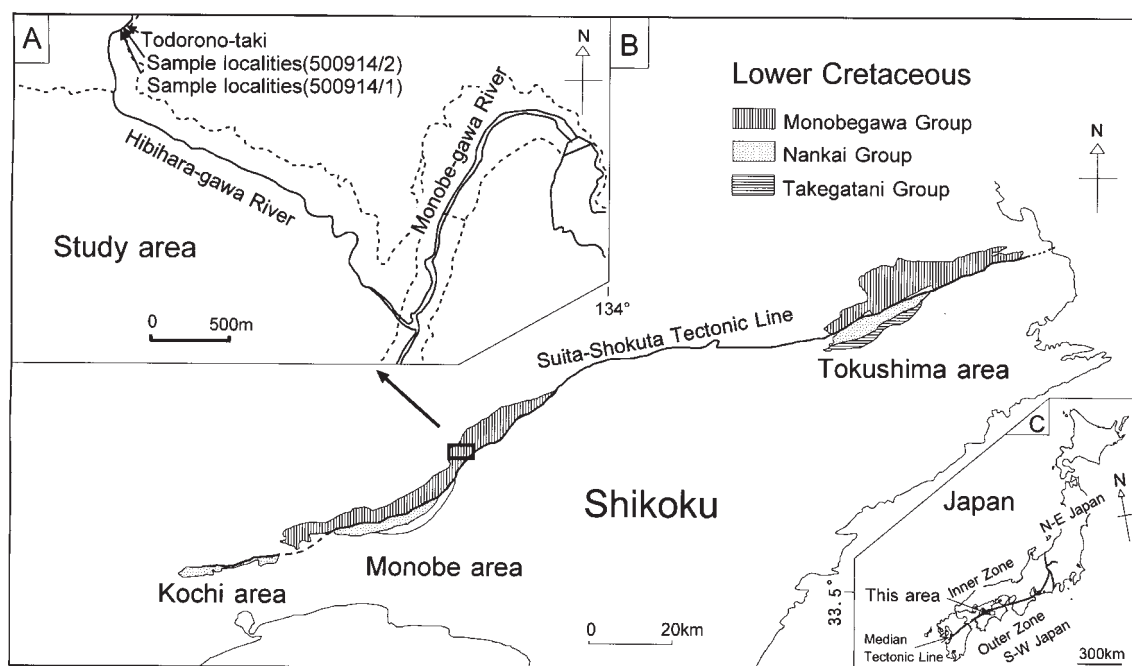 A
Todorono-taki
Sample localities(500914/2)
Sample localities(500914/1)
Hibihara-gawa River
Monobe-gawa River
N
Study area
0 500m
134°
B
Lower Cretaceous
Monobegawa Group
Nankai Group
Takegatani Group
N
Suita-Shokuta Tectonic Line
Tokushima area
Shikoku
Monobe area
Kochi area
0 20km
33.5°
C
Japan
N
N-E Japan
Inner Zone
This area
Outer Zone
S-W Japan
Median
Tectonic Line
300km